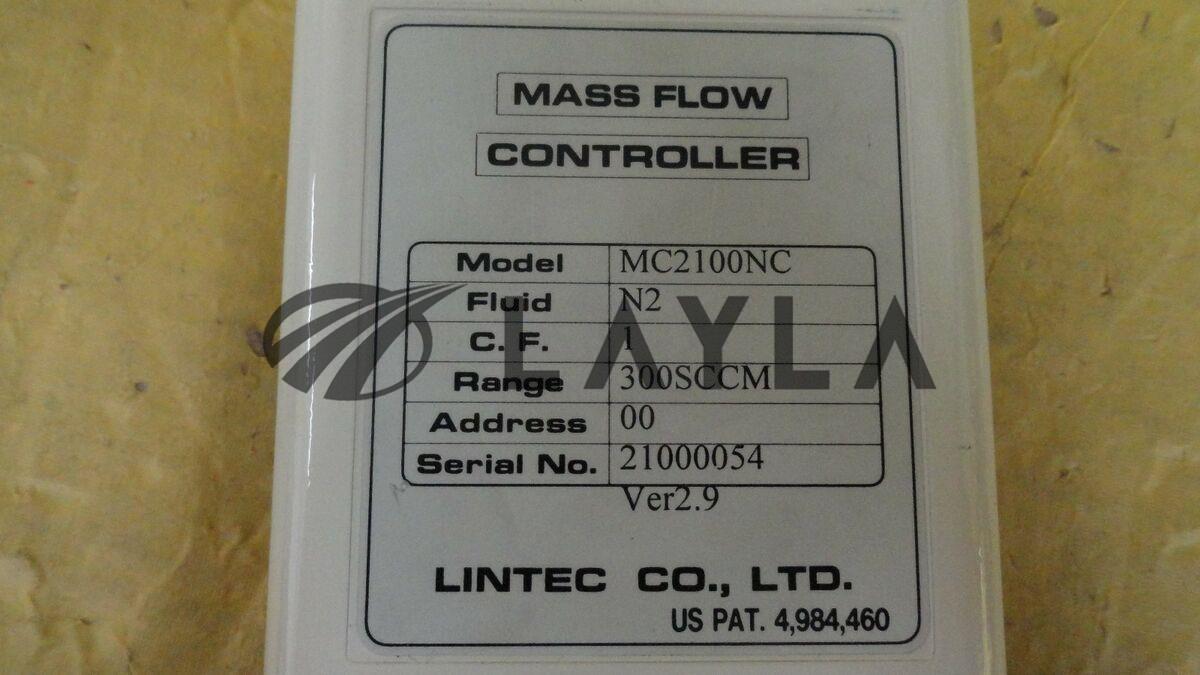 MASS FLOW
CONTROLLER
Model MC2100NC
Fluid N2
C. F. 1
Range 300SCCM
Address 00
Serial No. 21000054
Ver2.9
LAYLA
LINTEC CO., LTD.
US PAT. 4,984,460